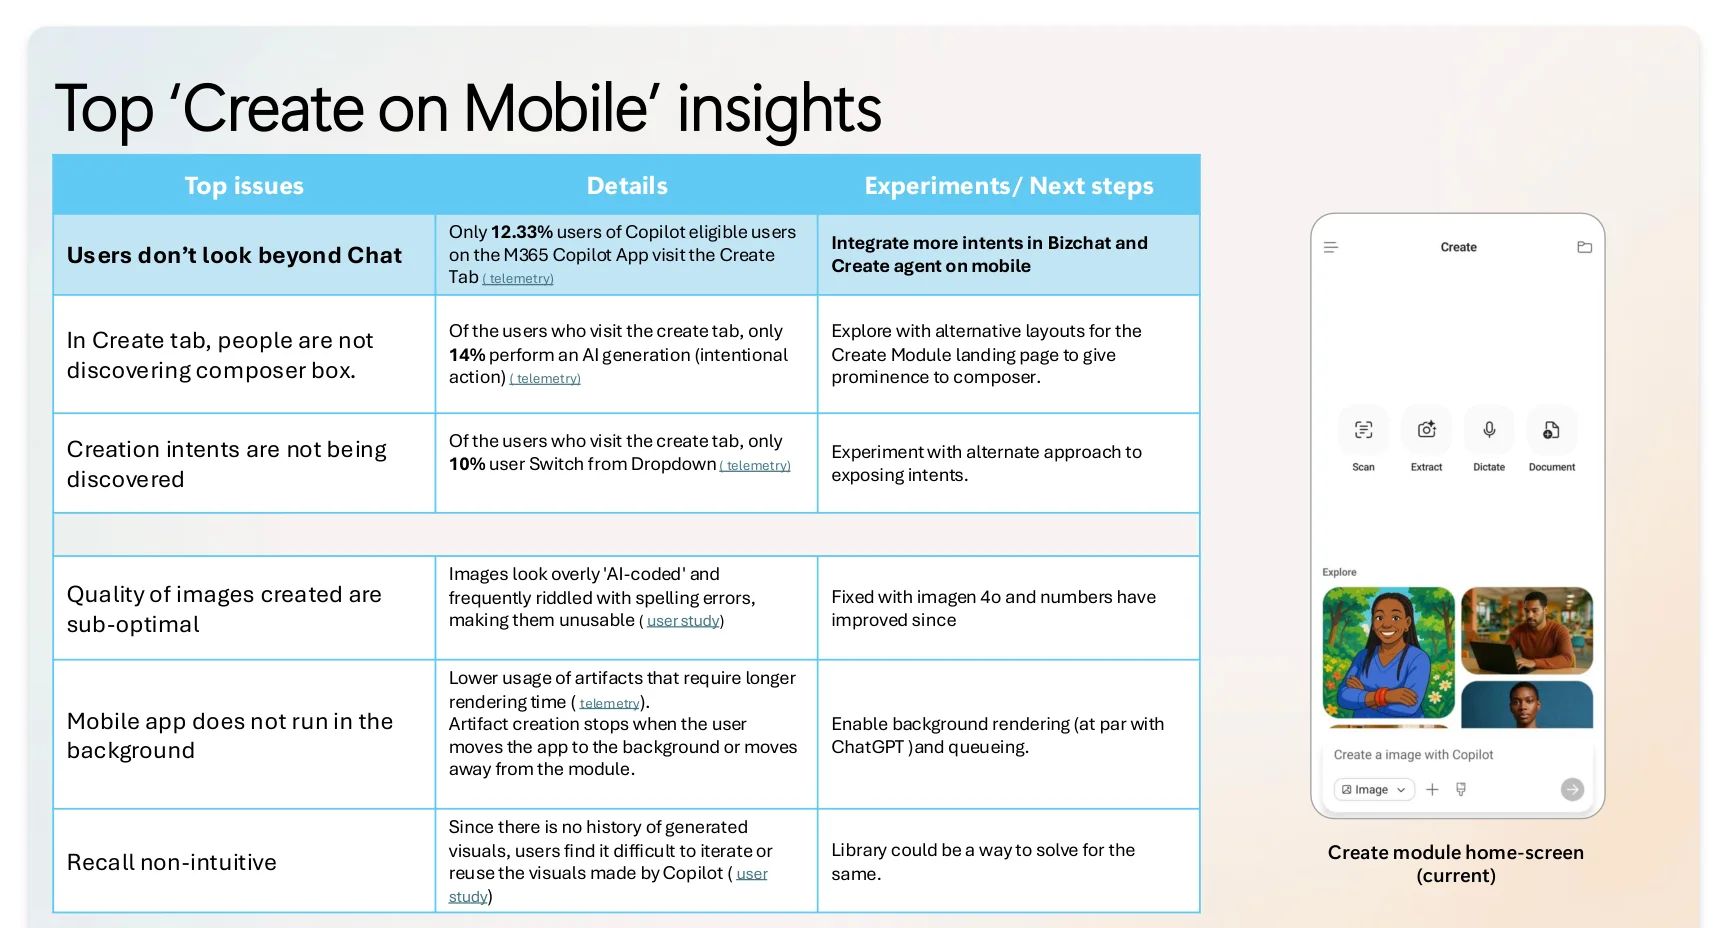 Top ‘Create on Mobile’ insights
Top issues
Details
Experiments/ Next steps
Users don’t look beyond Chat
Only 12.33% users of Copilot eligible users
on the M365 Copilot App visit the Create
Tab ( telemetry)
Integrate more intents in Bizchat and
Create agent on mobile
In Create tab, people are not
discovering composer box.
Of the users who visit the create tab, only
14% perform an AI generation (intentional
action) ( telemetry)
Explore with alternative layouts for the
Create Module landing page to give
prominence to composer.
Creation intents are not being
discovered
Of the users who visit the create tab, only
10% user Switch from Dropdown ( telemetry)
Experiment with alternate approach to
exposing intents.
Quality of images created are
sub-optimal
Images look overly 'AI-coded' and
frequently riddled with spelling errors,
making them unusable ( user study)
Fixed with imagen 4o and numbers have
improved since
Mobile app does not run in the
background
Lower usage of artifacts that require longer
rendering time ( telemetry).
Artifact creation stops when the user
moves the app to the background or moves
away from the module.
Enable background rendering (at par with
ChatGPT )and queueing.
Recall non-intuitive
Since there is no history of generated
visuals, users find it difficult to iterate or
reuse the visuals made by Copilot ( user
study)
Library could be a way to solve for the
same.
Create
Scan
Extract
Dictate
Document
Explore
Create a image with Copilot
Image
Create module home-screen
(current)